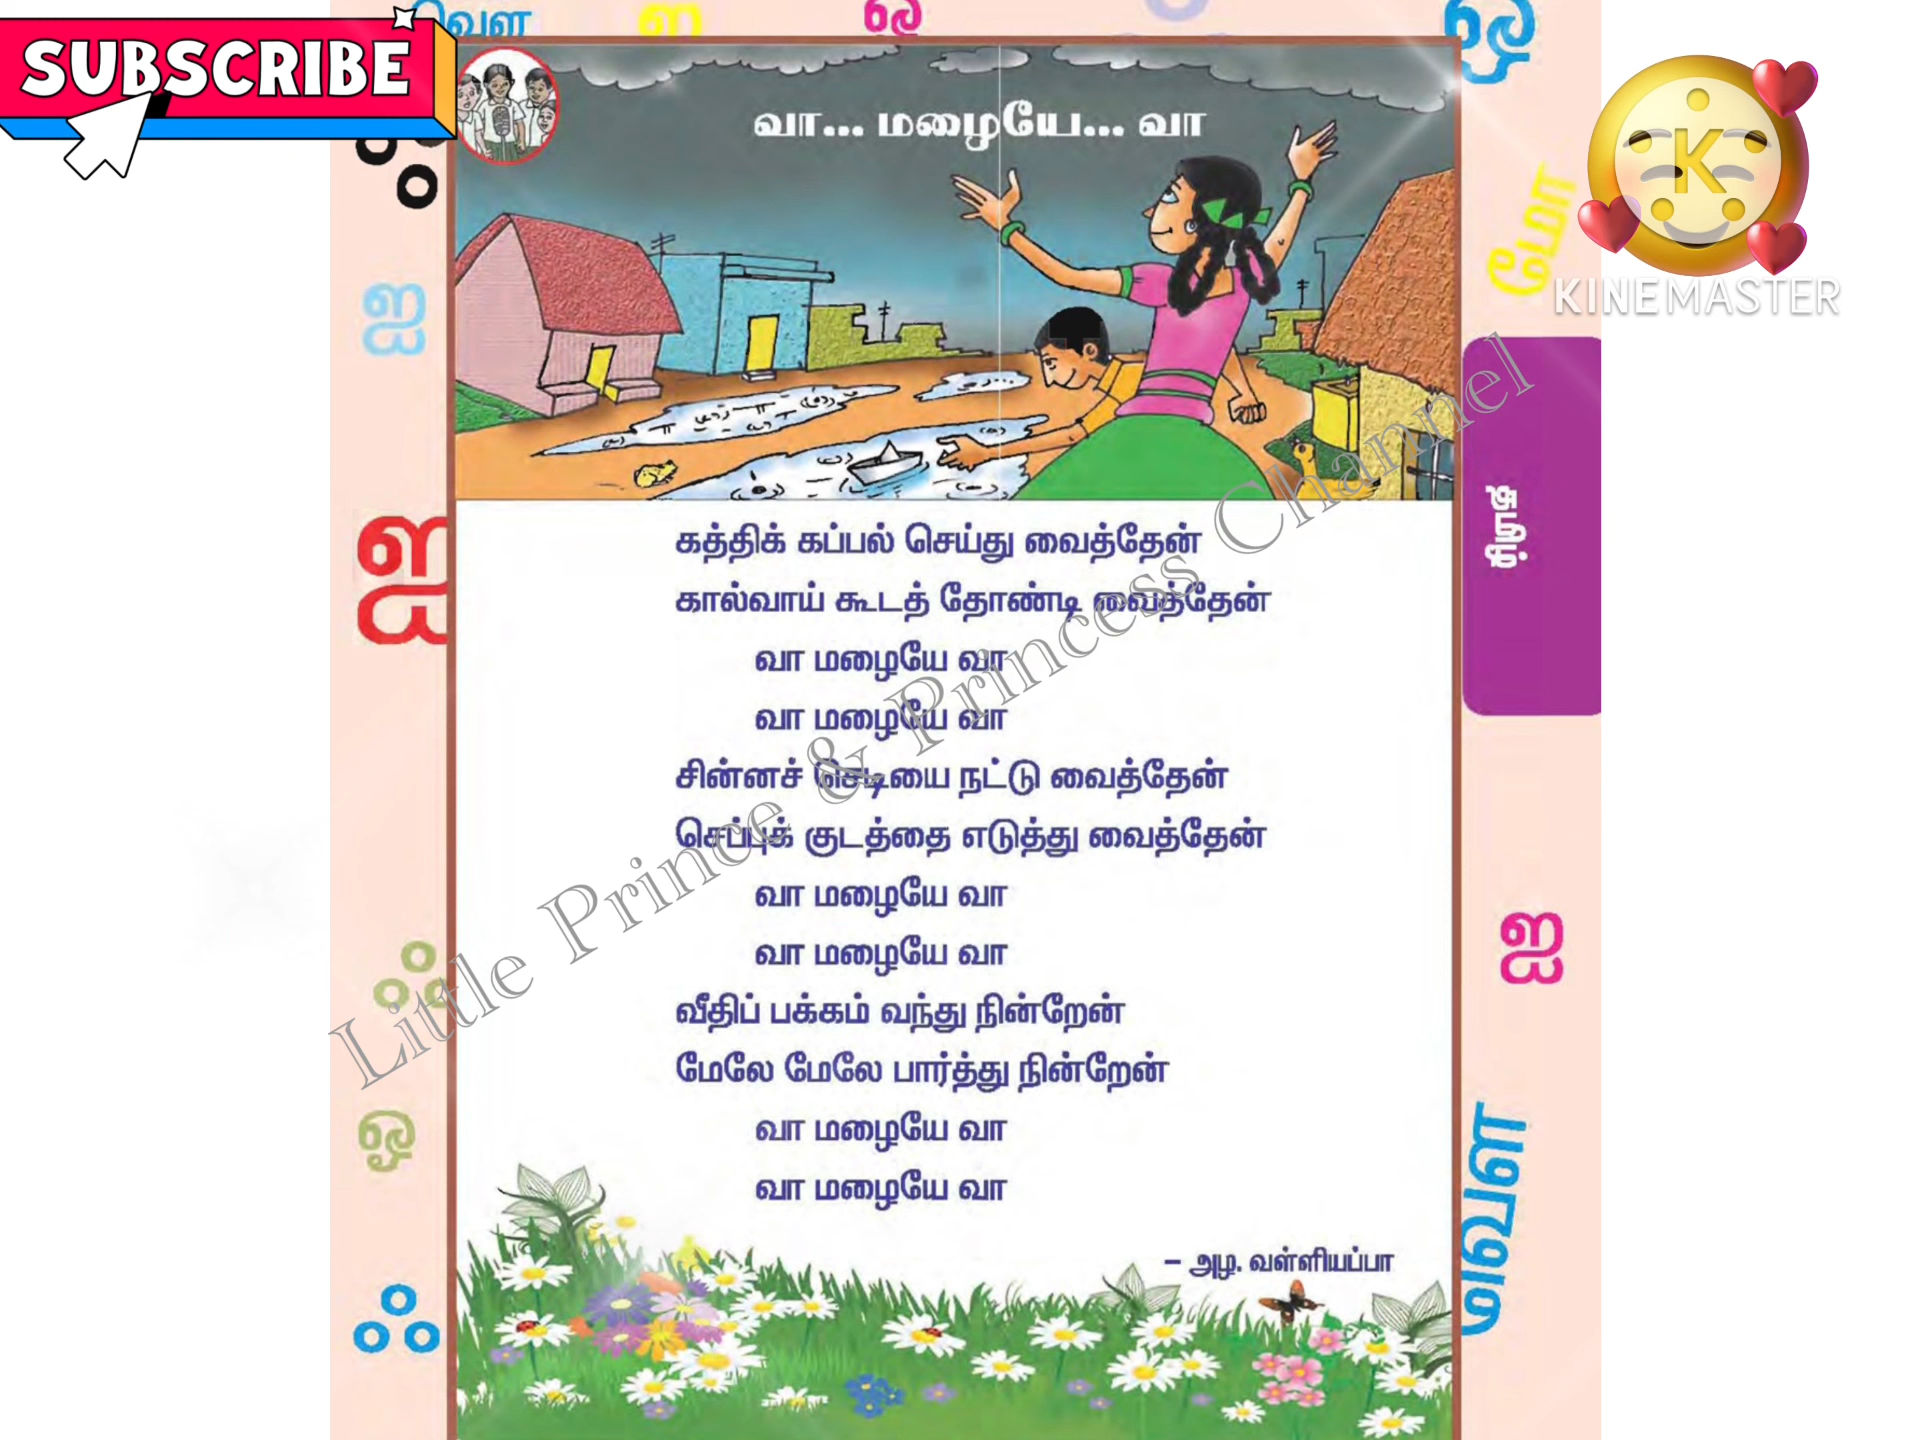 SUBSCRIBE
வா... மழையே... வா
KINEMASTER
கத்திக் கப்பல் செய்து வைத்தேன்
கால்வாய் கூடத் தோண்டி வைத்தேன்
வா மழையே வா
வா மழையே வா
சின்னச் செடியை நட்டு வைத்தேன்
செப்புக் குடத்தை எடுத்து வைத்தேன்
வா மழையே வா
வா மழையே வா
வீதிப் பக்கம் வந்து நின்றேன்
மேலே மேலே பார்த்து நின்றேன்
வா மழையே வா
வா மழையே வா
– அழ. வள்ளியப்பா
Little Prince & Princess Channel
ஐ
ஐ
ஃ
ஓ
ஃ
மோ
ஐ